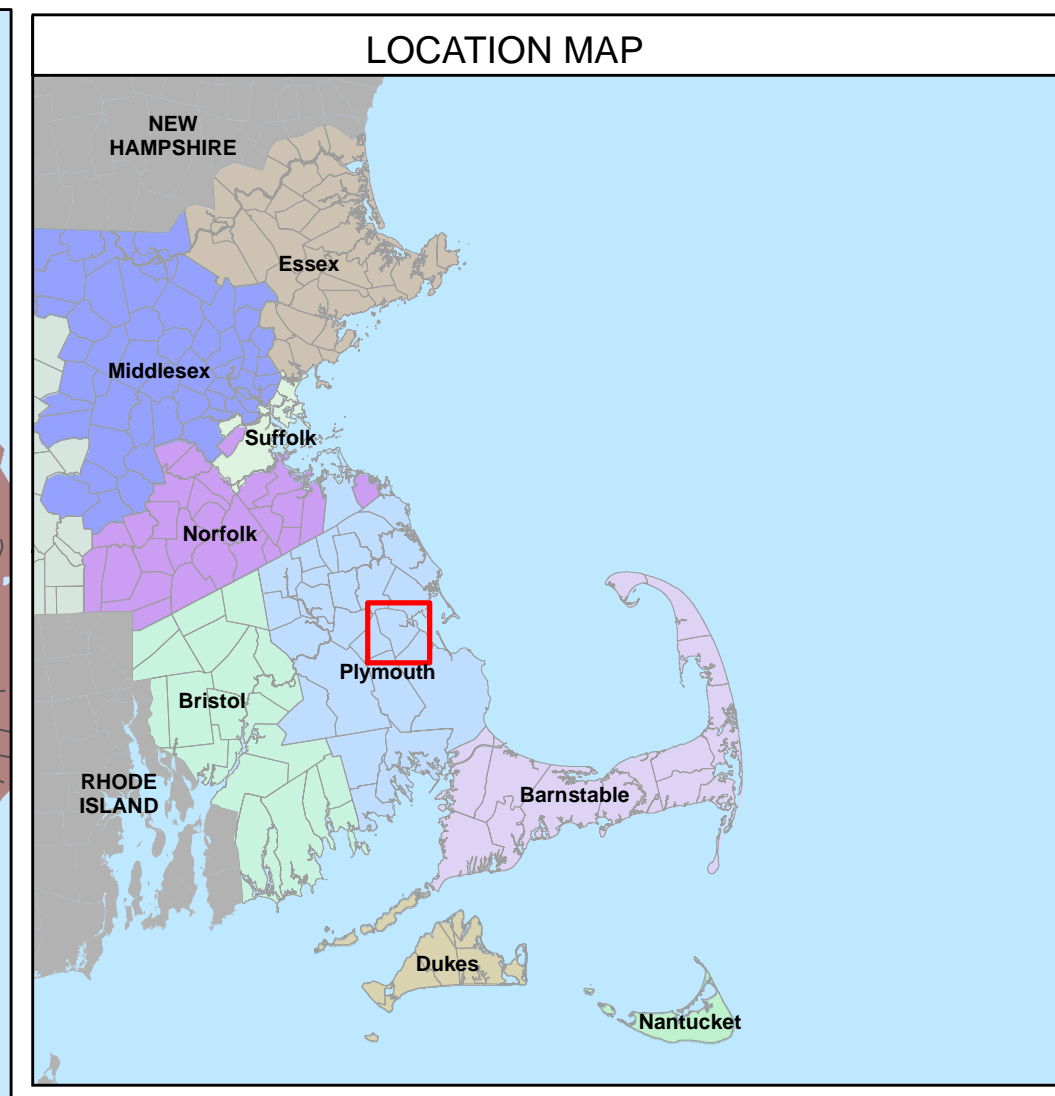 LOCATION MAP
NEW
HAMPSHIRE
Essex
Middlesex
Suffolk
Norfolk
Plymouth
Bristol
RHODE
ISLAND
Barnstable
Dukes
Nantucket